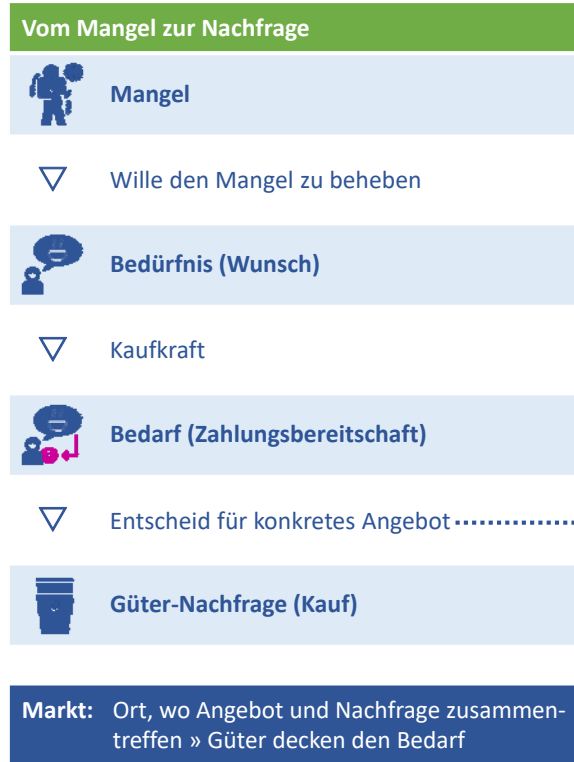 Vom Mangel zur Nachfrage
Mangel
Wille den Mangel zu beheben
Bedürfnis (Wunsch)
Kaufkraft
Bedarf (Zahlungsbereitschaft)
Entscheid für konkretes Angebot
Güter-Nachfrage (Kauf)
Markt: Ort, wo Angebot und Nachfrage zusammen-
treffen » Güter decken den Bedarf